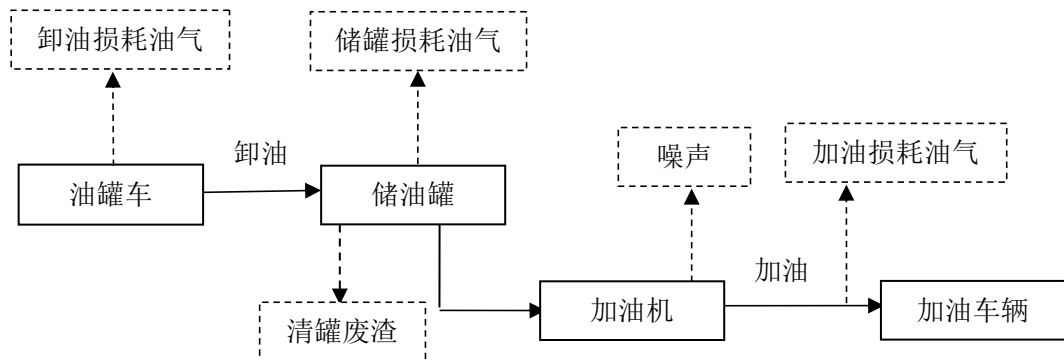 卸油损耗油气
储罐损耗油气
卸油
噪声
加油损耗油气
油罐车
储油罐
加油
清罐废渣
加油机
加油车辆